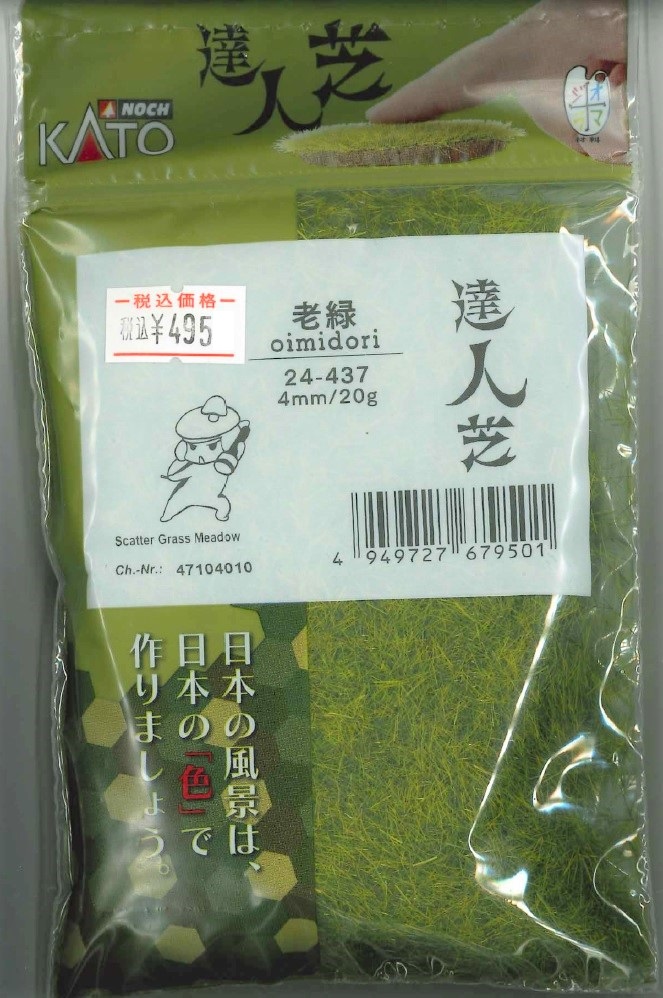 達人芝
NOCH
KATO
ジオラマ
材料
税込価格
税込¥495
老緑
oimidori
24-437
4mm/20g
達人芝
Scatter Grass Meadow
Ch.-Nr.: 47104010
4 949727 679501
日本の風景は、
日本の『色』で
作りましょう。